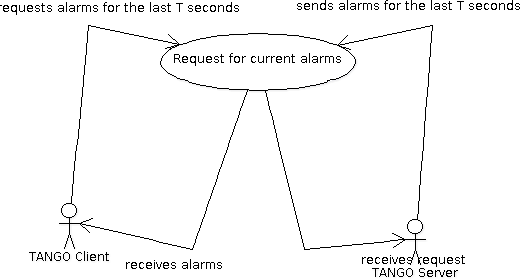 requests alarms for the last T seconds
sends alarms for the last T seconds
Request for current alarms
TANGO Client
receives alarms
receives request
TANGO Server